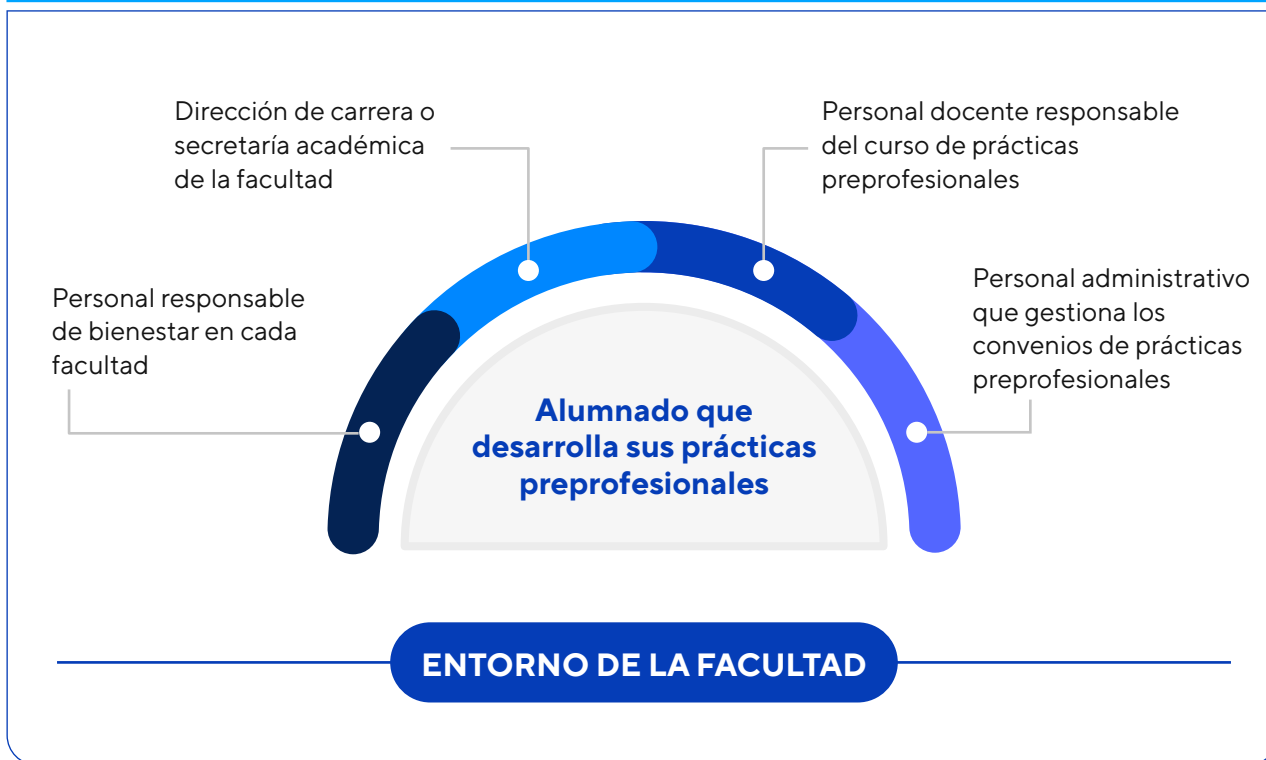 Dirección de carrera o
secretaría académica
de la facultad
Personal docente responsable
del curso de prácticas
preprofesionales
Personal responsable
de bienestar en cada
facultad
Personal administrativo
que gestiona los
convenios de prácticas
preprofesionales
Alumnado que
desarrolla sus prácticas
preprofesionales
ENTORNO DE LA FACULTAD